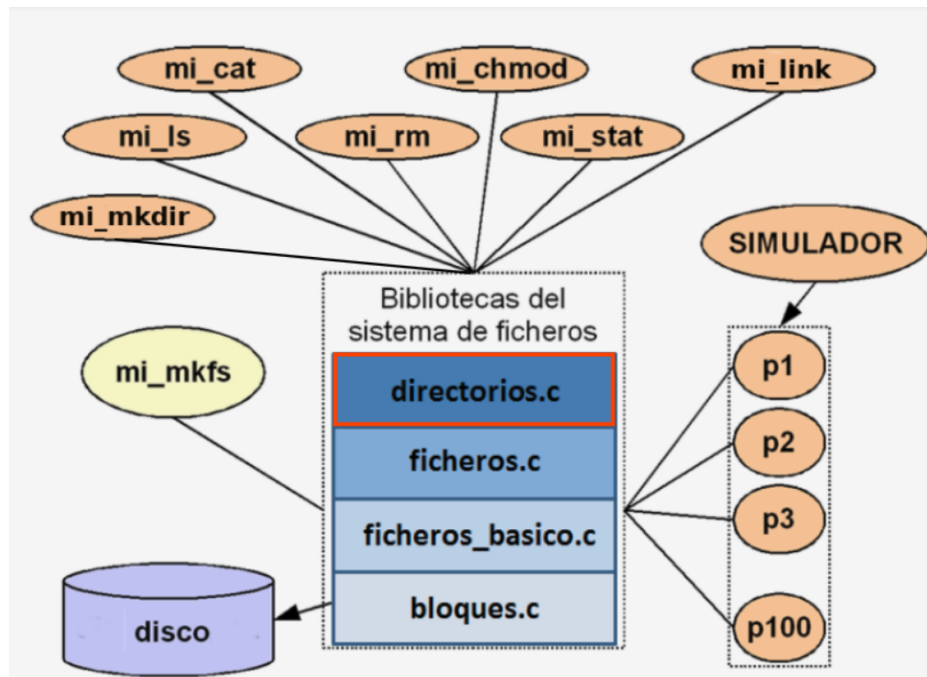 mi_cat
mi_chmod
mi_link
mi_ls
mi_rm
mi_stat
mi_mkdir
SIMULADOR
Bibliotecas del
sistema de ficheros
mi_mkfs
directorios.c
ficheros.c
ficheros_basico.c
bloques.c
disco
p1
p2
p3
p100